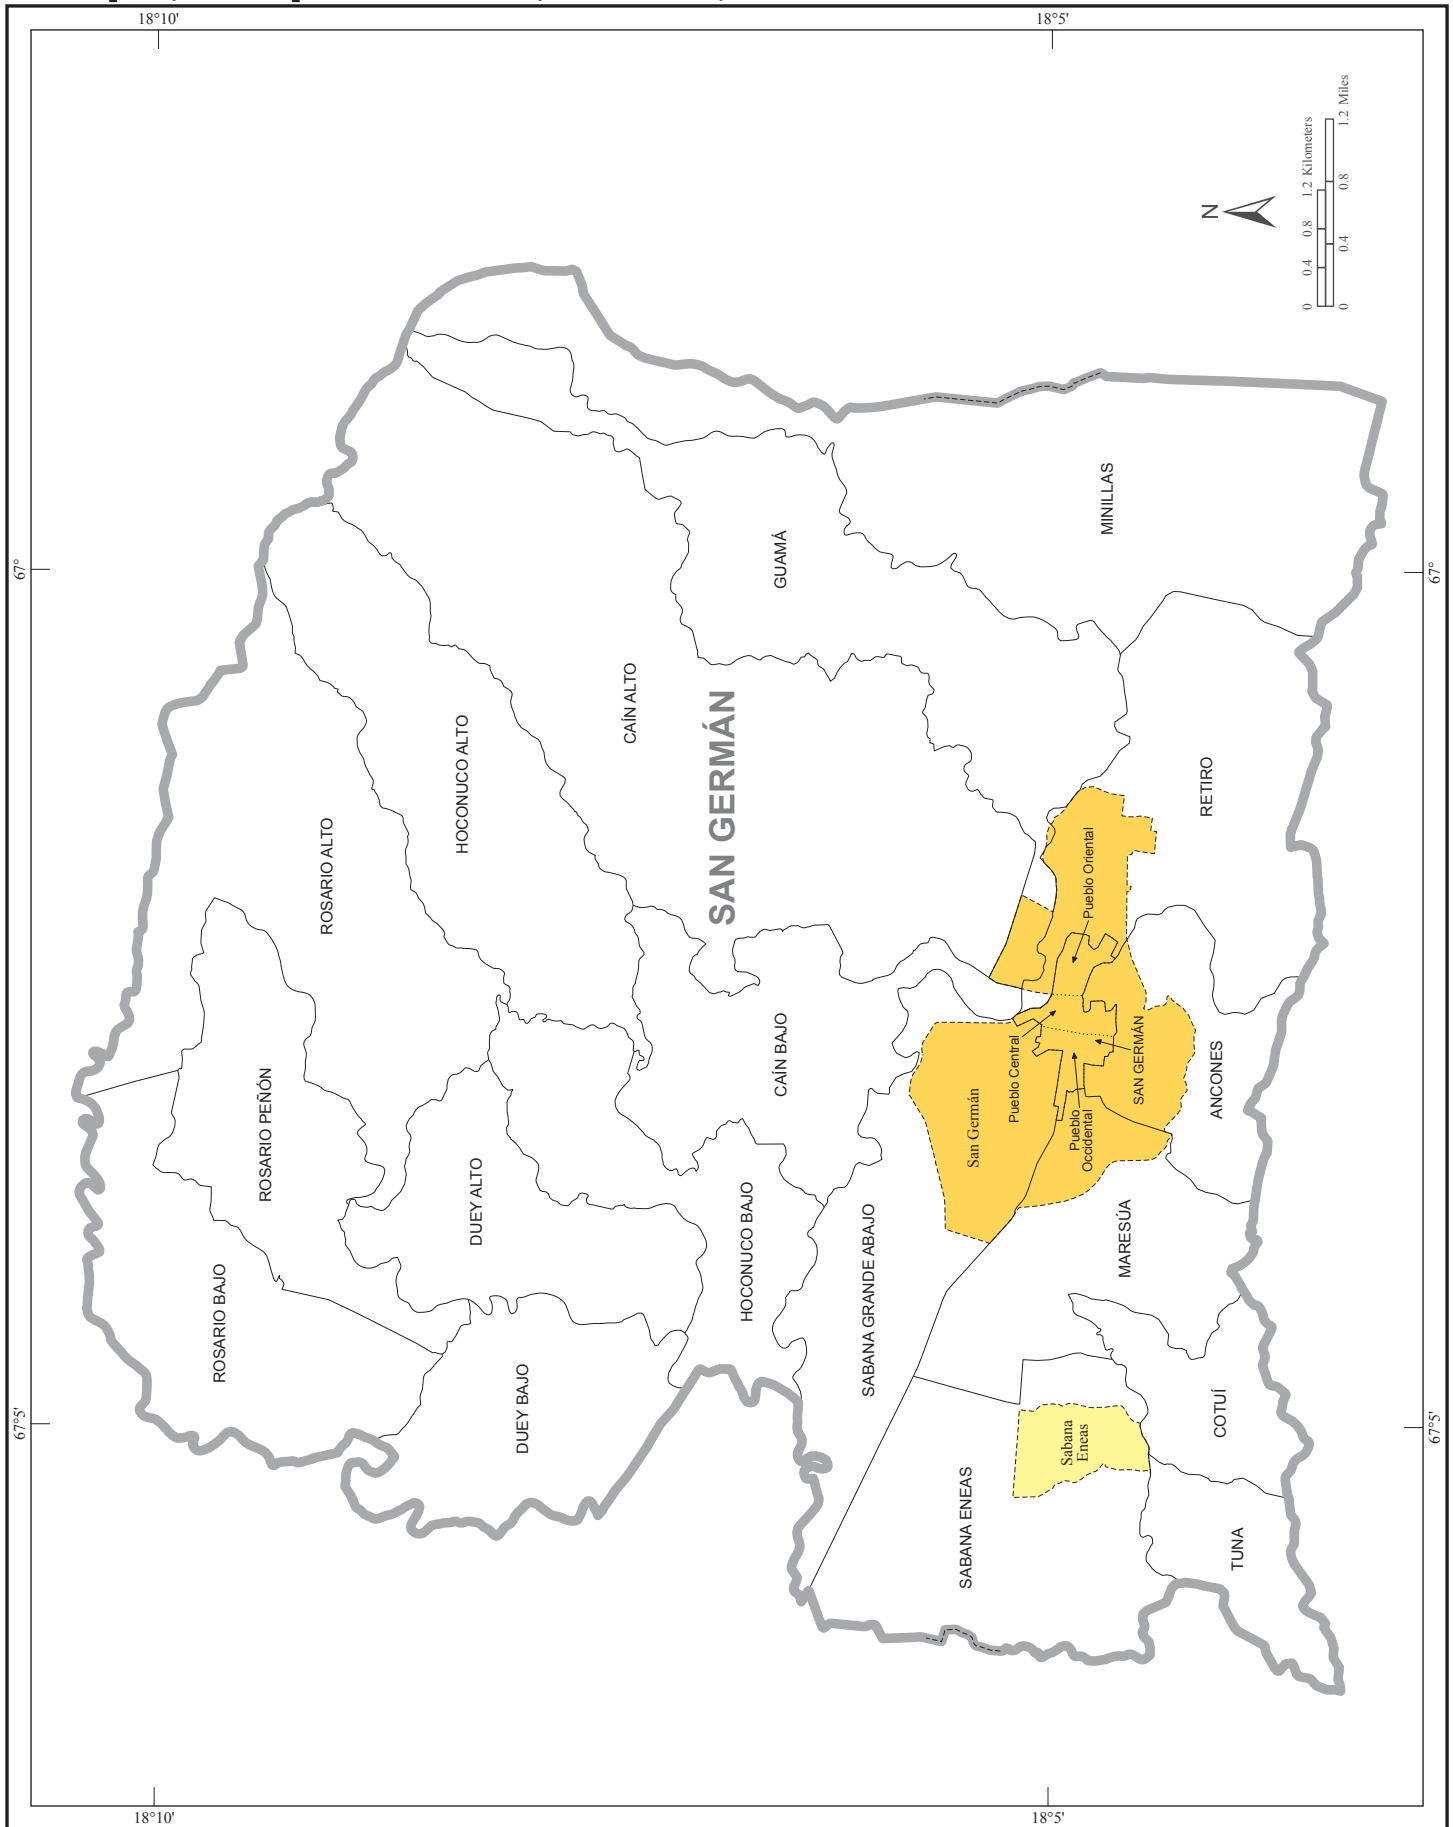 18°10'
18°5'
0
0.4
0.8
1.2 Kilometers
0
0.4
0.8
1.2 Miles
N
67°
67°
MINILLAS
GUAMÁ
CAÍN ALTO
HOCONUCO ALTO
SAN GERMÁN
RETIRO
ROSARIO ALTO
Pueblo Oriental
CAÍN BAJO
Pueblo Central
SAN GERMÁN
ANCONES
San Germán
Pueblo
Occidental
ROSARIO PEÑÓN
DUEY ALTO
HOCONUCO BAJO
MARESÚA
SABANA GRANDE ABAJO
ROSARIO BAJO
DUEY BAJO
COTUÍ
Sabana
Eneas
67°5'
67°5'
SABANA ENEAS
TUNA
18°10'
18°5'